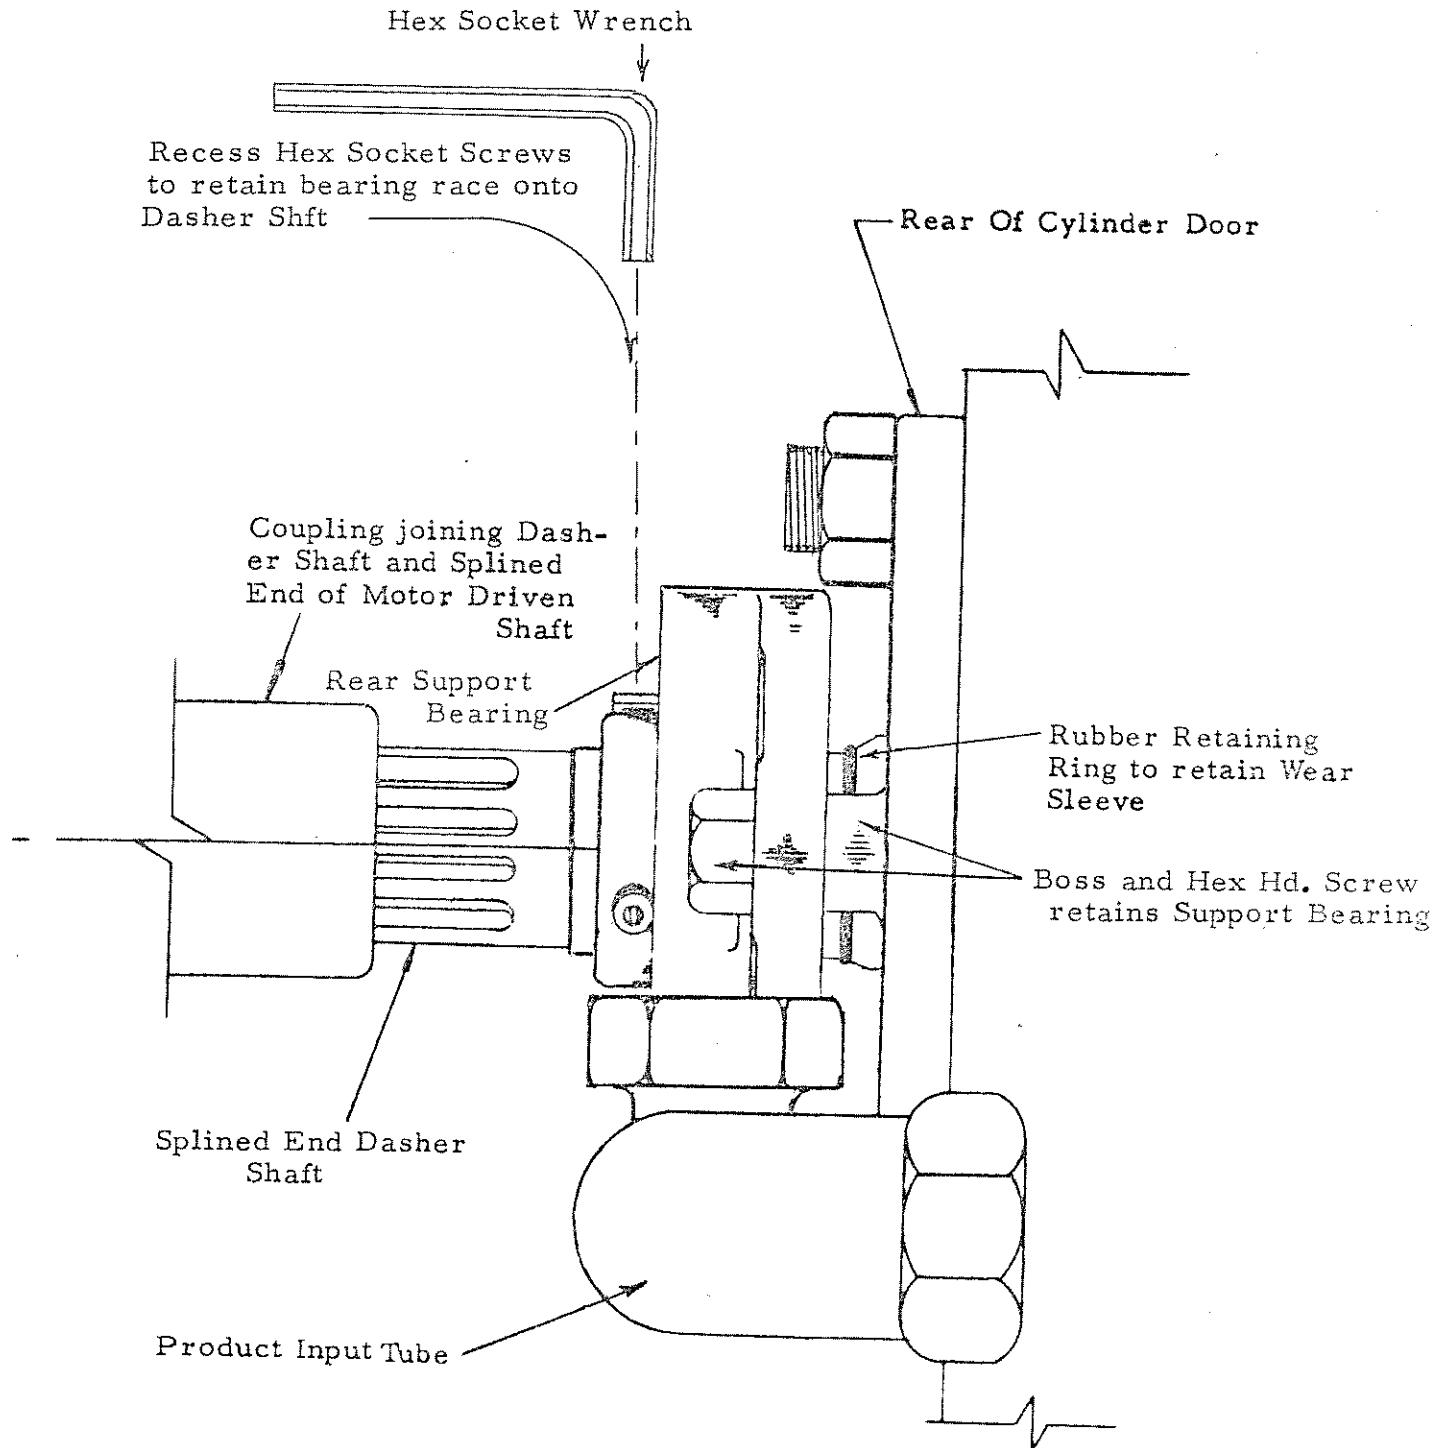 Hex Socket Wrench
Recess Hex Socket Screws
to retain bearing race onto
Dasher Shft
Rear Of Cylinder Door
Coupling joining Dash-
er Shaft and Splined
End of Motor Driven
Shaft
Rear Support
Bearing
Rubber Retaining
Ring to retain Wear
Sleeve
Boss and Hex Hd. Screw
retains Support Bearing
Splined End Dasher
Shaft
Product Input Tube